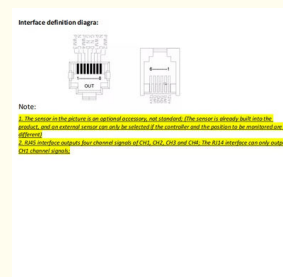 Interface definition diagra:
OUT
Note:
1. The sensor in the picture is an optional accessory, not standard; (The sensor is already built into the
product, and an external sensor can only be selected if the controller and the position to be monitored are
different)
2. RJ45 interface outputs four channel signals of CH1, CH2, CH3 and CH4; The RJ14 interface can only outp
CH1 channel signals;